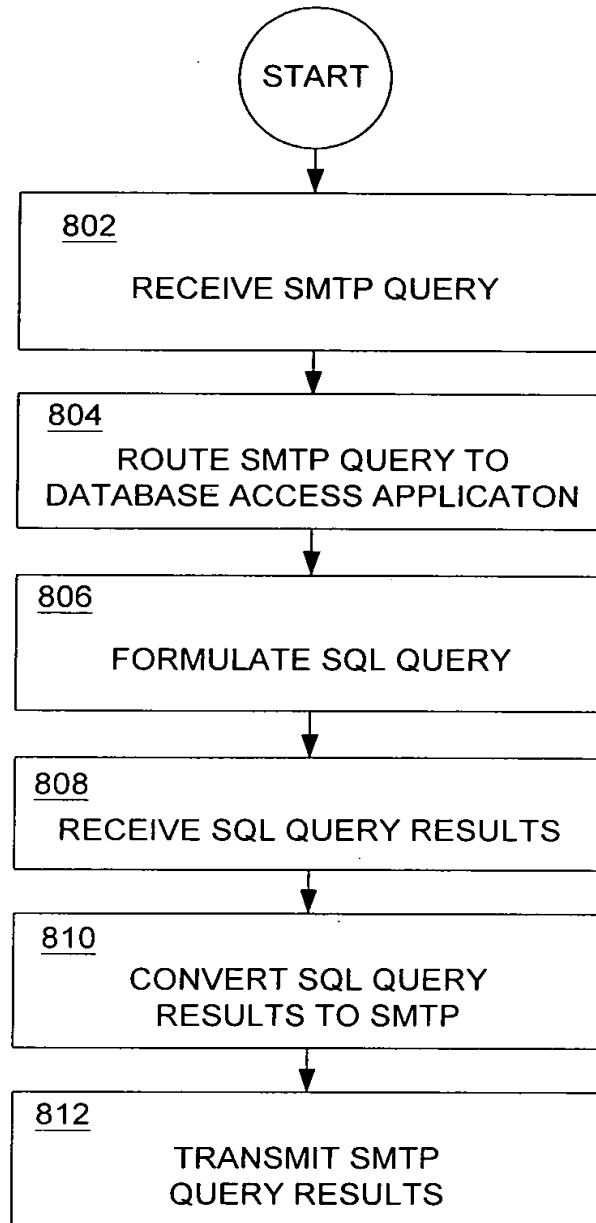 START
802
RECEIVE SMTP QUERY
804
ROUTE SMTP QUERY TO
DATABASE ACCESS APPLICATON
806
FORMULATE SQL QUERY
808
RECEIVE SQL QUERY RESULTS
810
CONVERT SQL QUERY
RESULTS TO SMTP
812
TRANSMIT SMTP
QUERY RESULTS